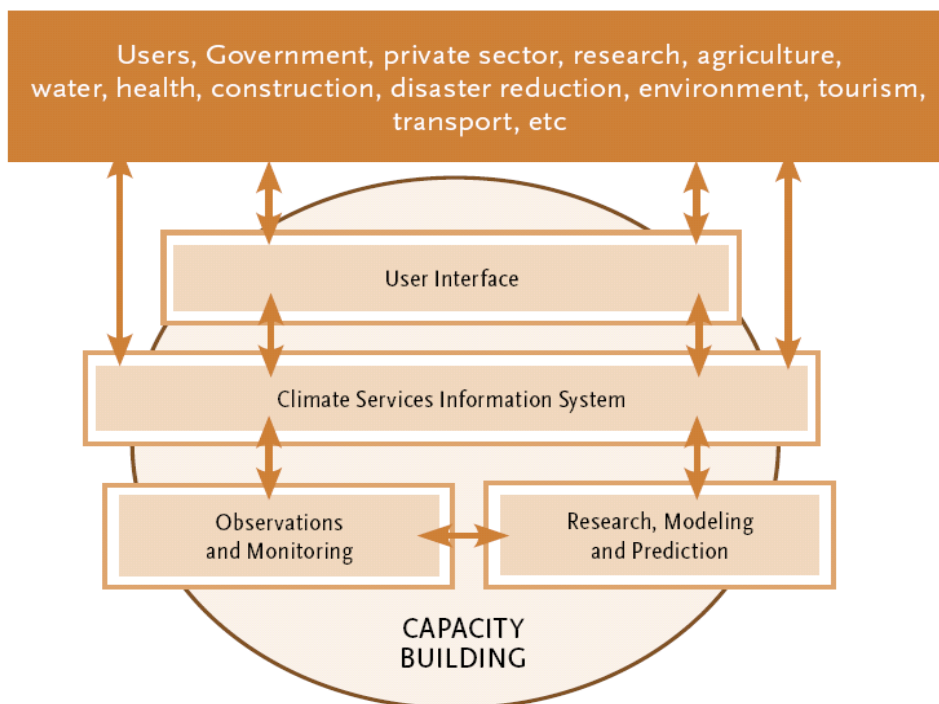 Users, Government, private sector, research, agriculture,
water, health, construction, disaster reduction, environment, tourism,
transport, etc
User Interface
Climate Services Information System
Observations
and Monitoring
Research, Modeling
and Prediction
CAPACITY
BUILDING